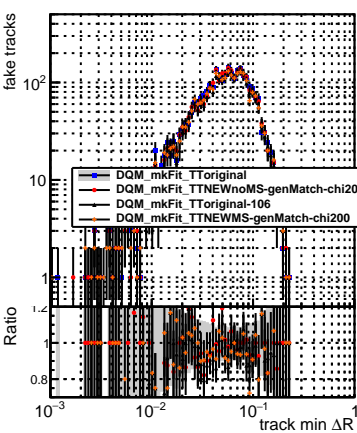 fake tracks
10²
10
1
DQM_mkFit_TToriginal
DQM_mkFit_TTNEWnoMS-genMatch-chi20
DQM_mkFit_TToriginal-106
DQM_mkFit_TTNEWMS-genMatch-chi200
Ratio
1.2
1
0.8
10⁻³
10⁻²
10⁻¹
1
track min ΔR